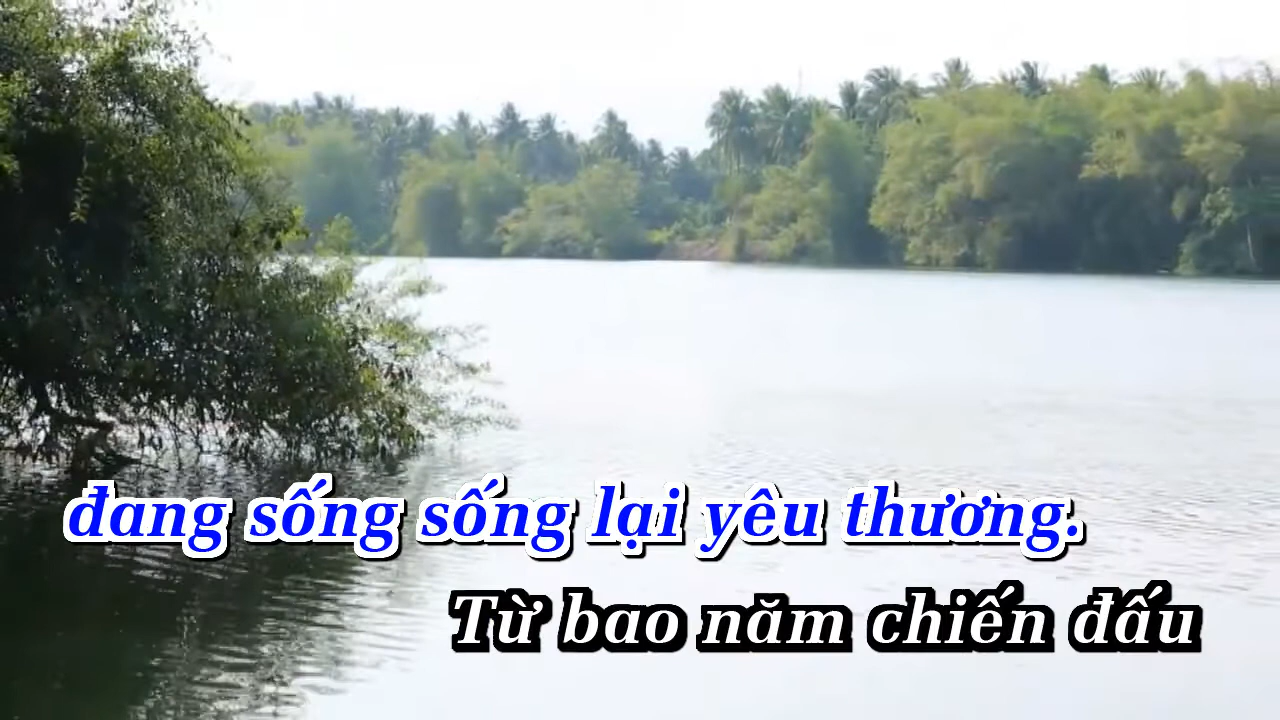 đang sống sống lại yêu thương.
Từ bao năm chiến đấu